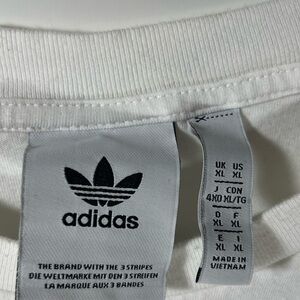 adidas
THE BRAND WITH THE 3 STRIPES
DIE WELTMARKE MIT DEN 3 STREIFEN
LA MARQUE AUX 3 BANDES
UK US
XL XL
J CDN
4XO XL/TG
D F
XL XL
E I
XL XL
MADE IN
VIETNAM